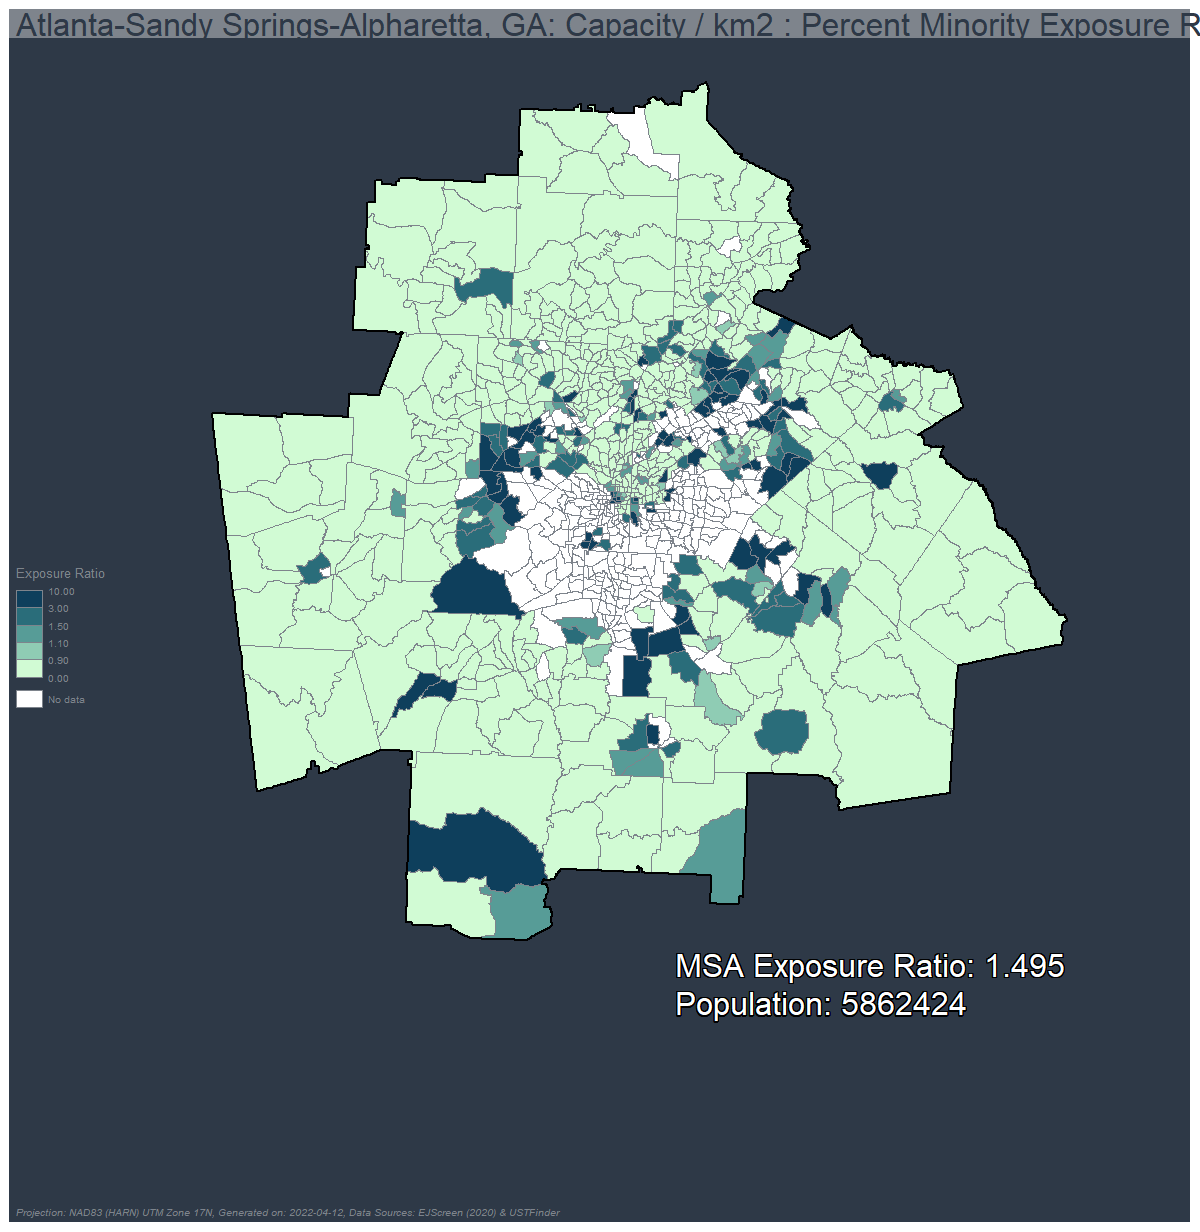 Atlanta-Sandy Springs-Alpharetta, GA: Capacity / km2 : Percent Minority Exposure R
Exposure Ratio
10.00
3.00
1.50
1.10
0.90
0.00
No data
MSA Exposure Ratio: 1.495
Population: 5862424
Projection: NAD83 (HARN) UTM Zone 17N, Generated on: 2022-04-12, Data Sources: EJScreen (2020) & USTFinder